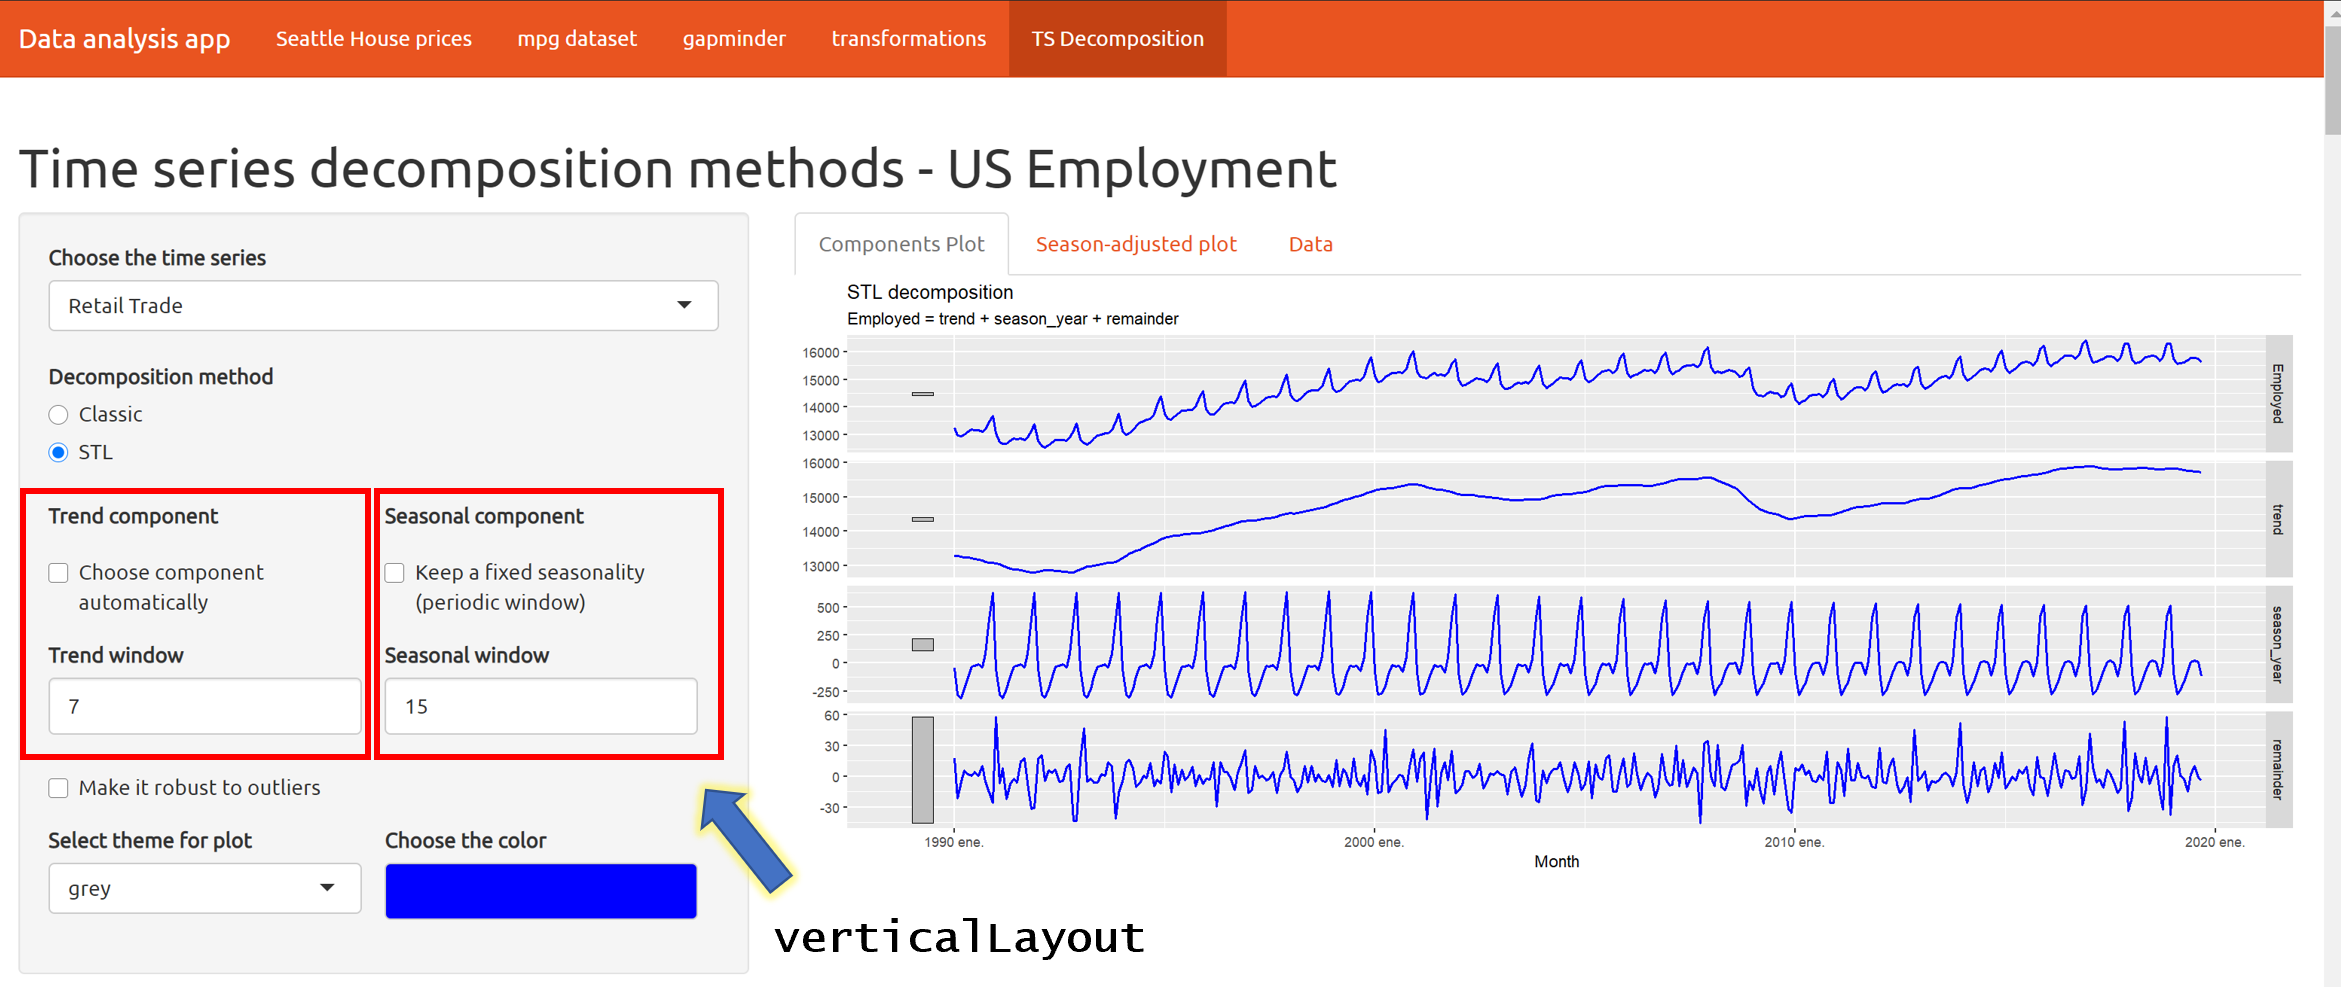 Data analysis app Seattle House prices mpg dataset gapminder transformations TS Decomposition
Time series decomposition methods - US Employment
Choose the time series
Retail Trade
Decomposition method
Classic
STL
Trend component
Choose component
automatically
Trend window
7
Seasonal component
Keep a fixed seasonality
(periodic window)
Seasonal window
15
Make it robust to outliers
Select theme for plot
grey
Choose the color
verticalLayout
Components Plot Season-adjusted plot Data
STL decomposition
Employed = trend + season_year + remainder
16000
15000
14000
13000
Employed
16000
15000
14000
13000
trend
500
250
0
-250
season_year
60
30
0
-30
remainder
1990 ene. 2000 ene. 2010 ene. 2020 ene.
Month